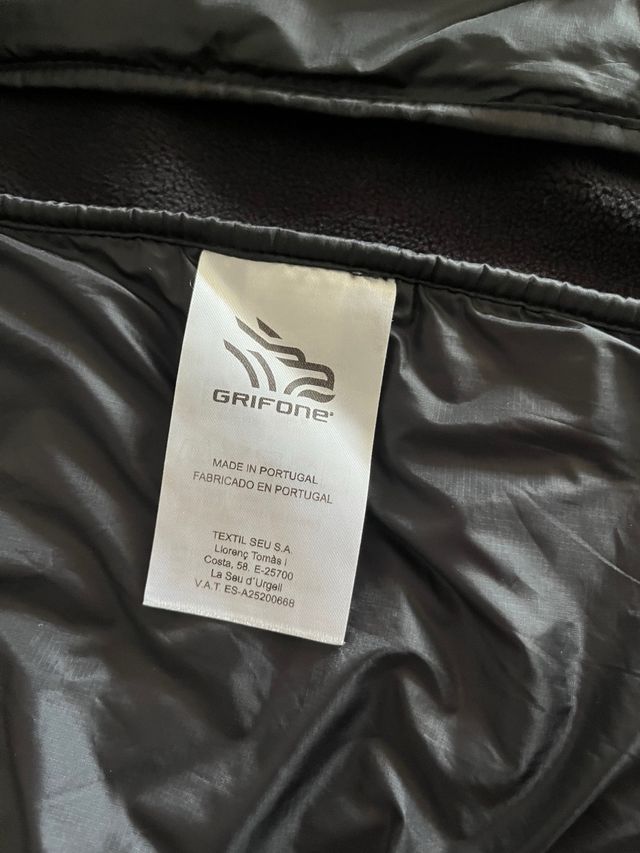 GRIFONE®
MADE IN PORTUGAL
FABRICADO EN PORTUGAL
TEXTIL SEU S.A.
Llorenç Tomàs i
Costa, 58. E-25700
La Seu d'Urgell
V.A.T. ES-A25200668